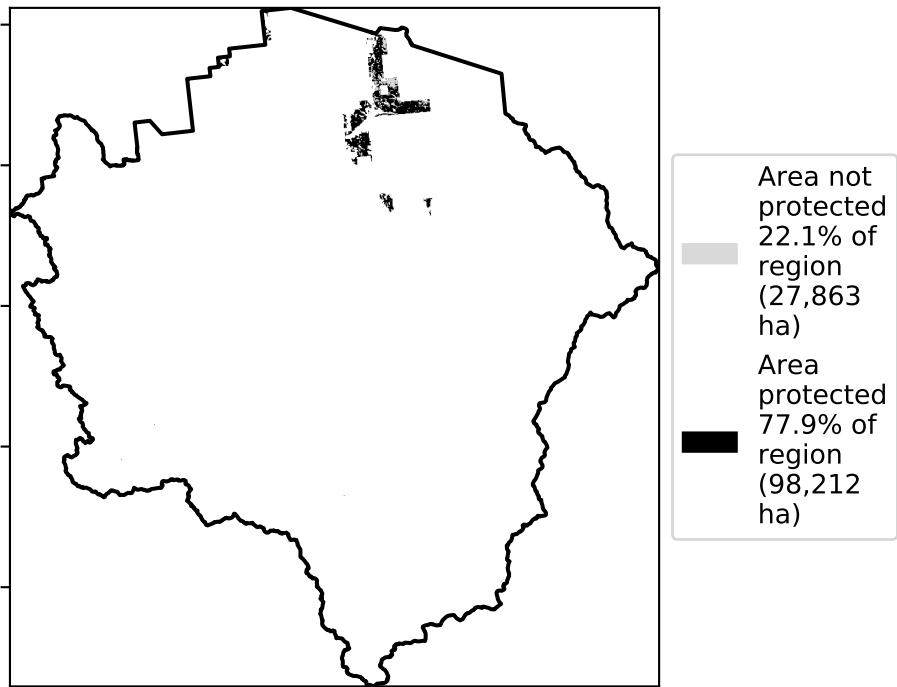 Area not
protected
22.1% of
region
(27,863
ha)
Area
protected
77.9% of
region
(98,212
ha)